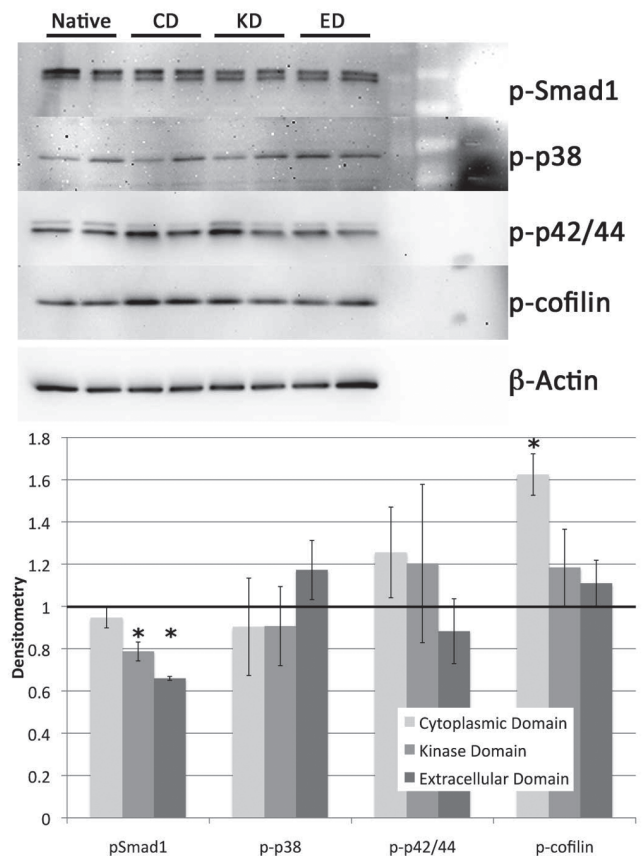 Native CD KD ED
p-Smad1
p-p38
p-p42/44
p-cofilin
β-Actin
1.8
1.6
1.4
1.2
1
0.8
0.6
0.4
0.2
0
Densitometry
*
*
*
Cytoplasmic Domain
Kinase Domain
Extracellular Domain
pSmad1 p-p38 p-p42/44 p-cofilin